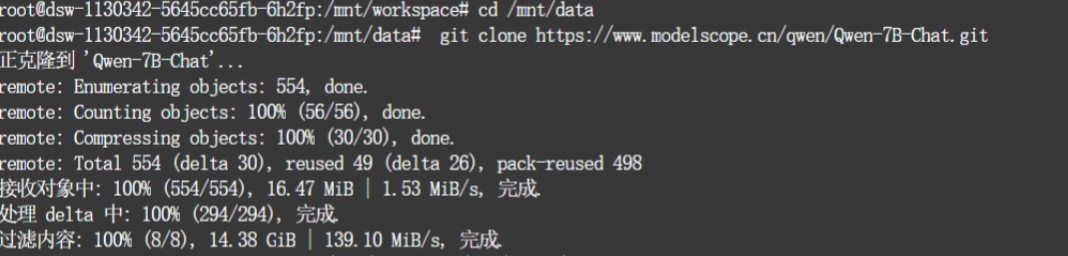 root@dsw-1130342-5645cc65fb-6h2fp:/mnt/workspace# cd /mnt/data
root@dsw-1130342-5645cc65fb-6h2fp:/mnt/data#  git clone https://www.modelscope.cn/qwen/Qwen-7B-Chat.git
正克隆到 'Qwen-7B-Chat'...
remote: Enumerating objects: 554, done.
remote: Counting objects: 100% (56/56), done.
remote: Compressing objects: 100% (30/30), done.
remote: Total 554 (delta 30), reused 49 (delta 26), pack-reused 498
接收对象中: 100% (554/554), 16.47 MiB | 1.53 MiB/s, 完成.
处理 delta 中: 100% (294/294), 完成.
过滤内容: 100% (8/8), 14.38 GiB | 139.10 MiB/s, 完成.